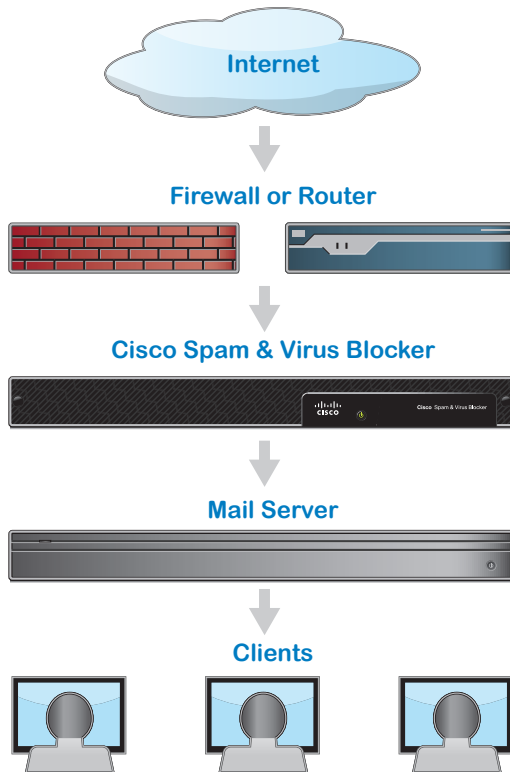 Internet
Firewall or Router
Cisco Spam & Virus Blocker
CISCO
Cisco Spam & Virus Blocker
Mail Server
Clients